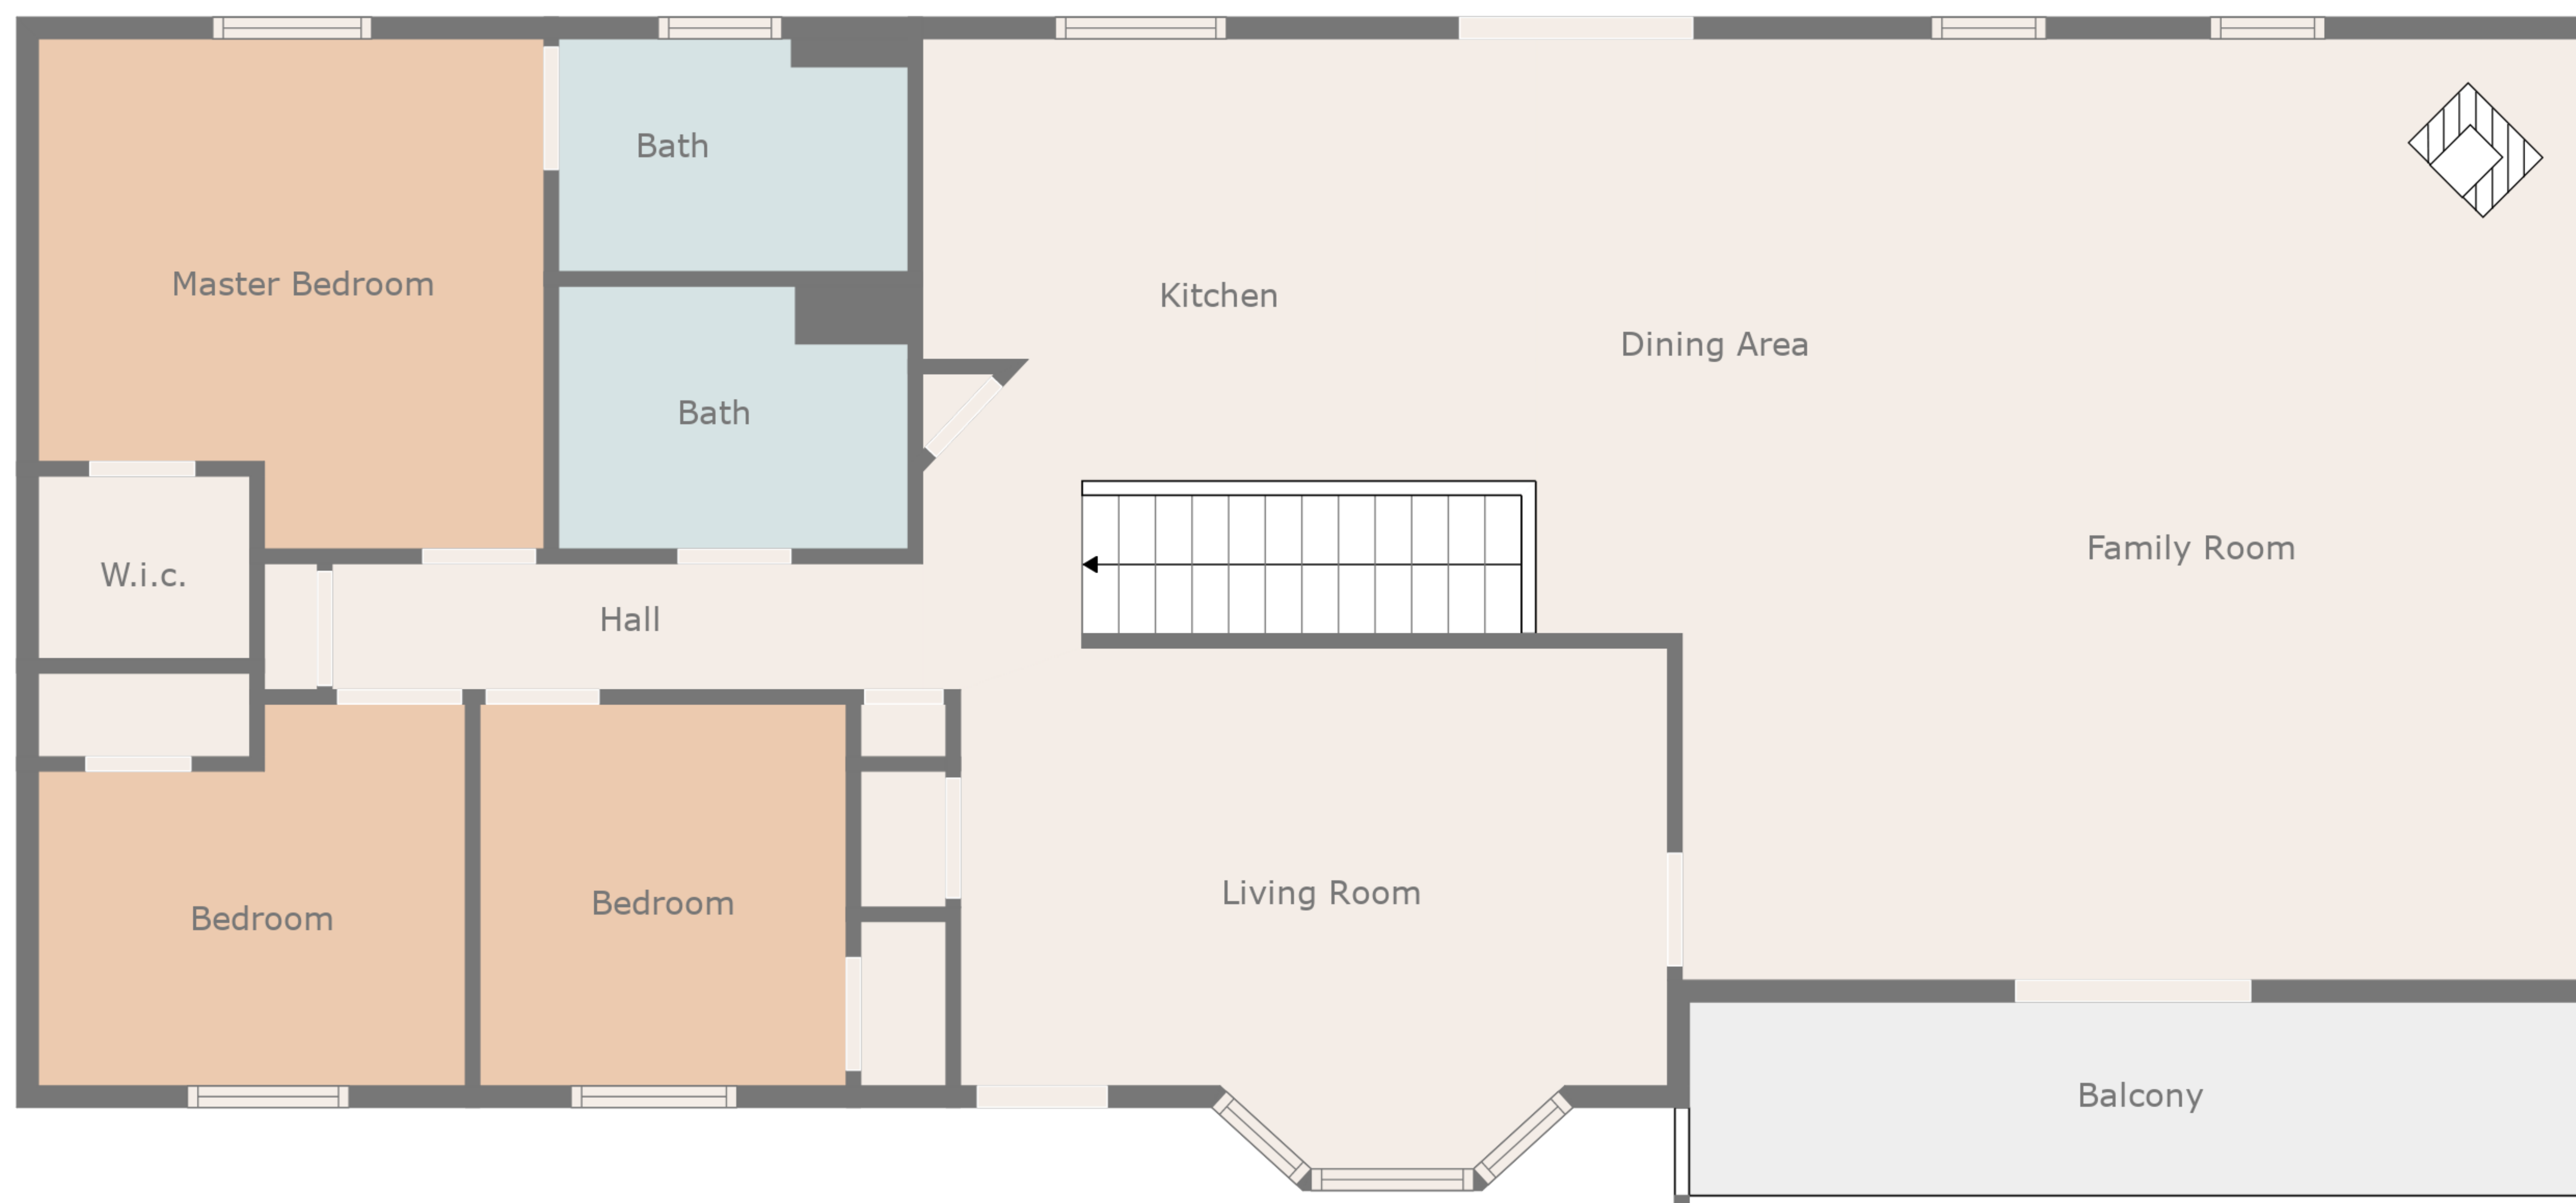 Bath
Master Bedroom
Kitchen
Dining Area
Bath
Family Room
W.i.c.
Hall
Living Room
Bedroom
Bedroom
Balcony